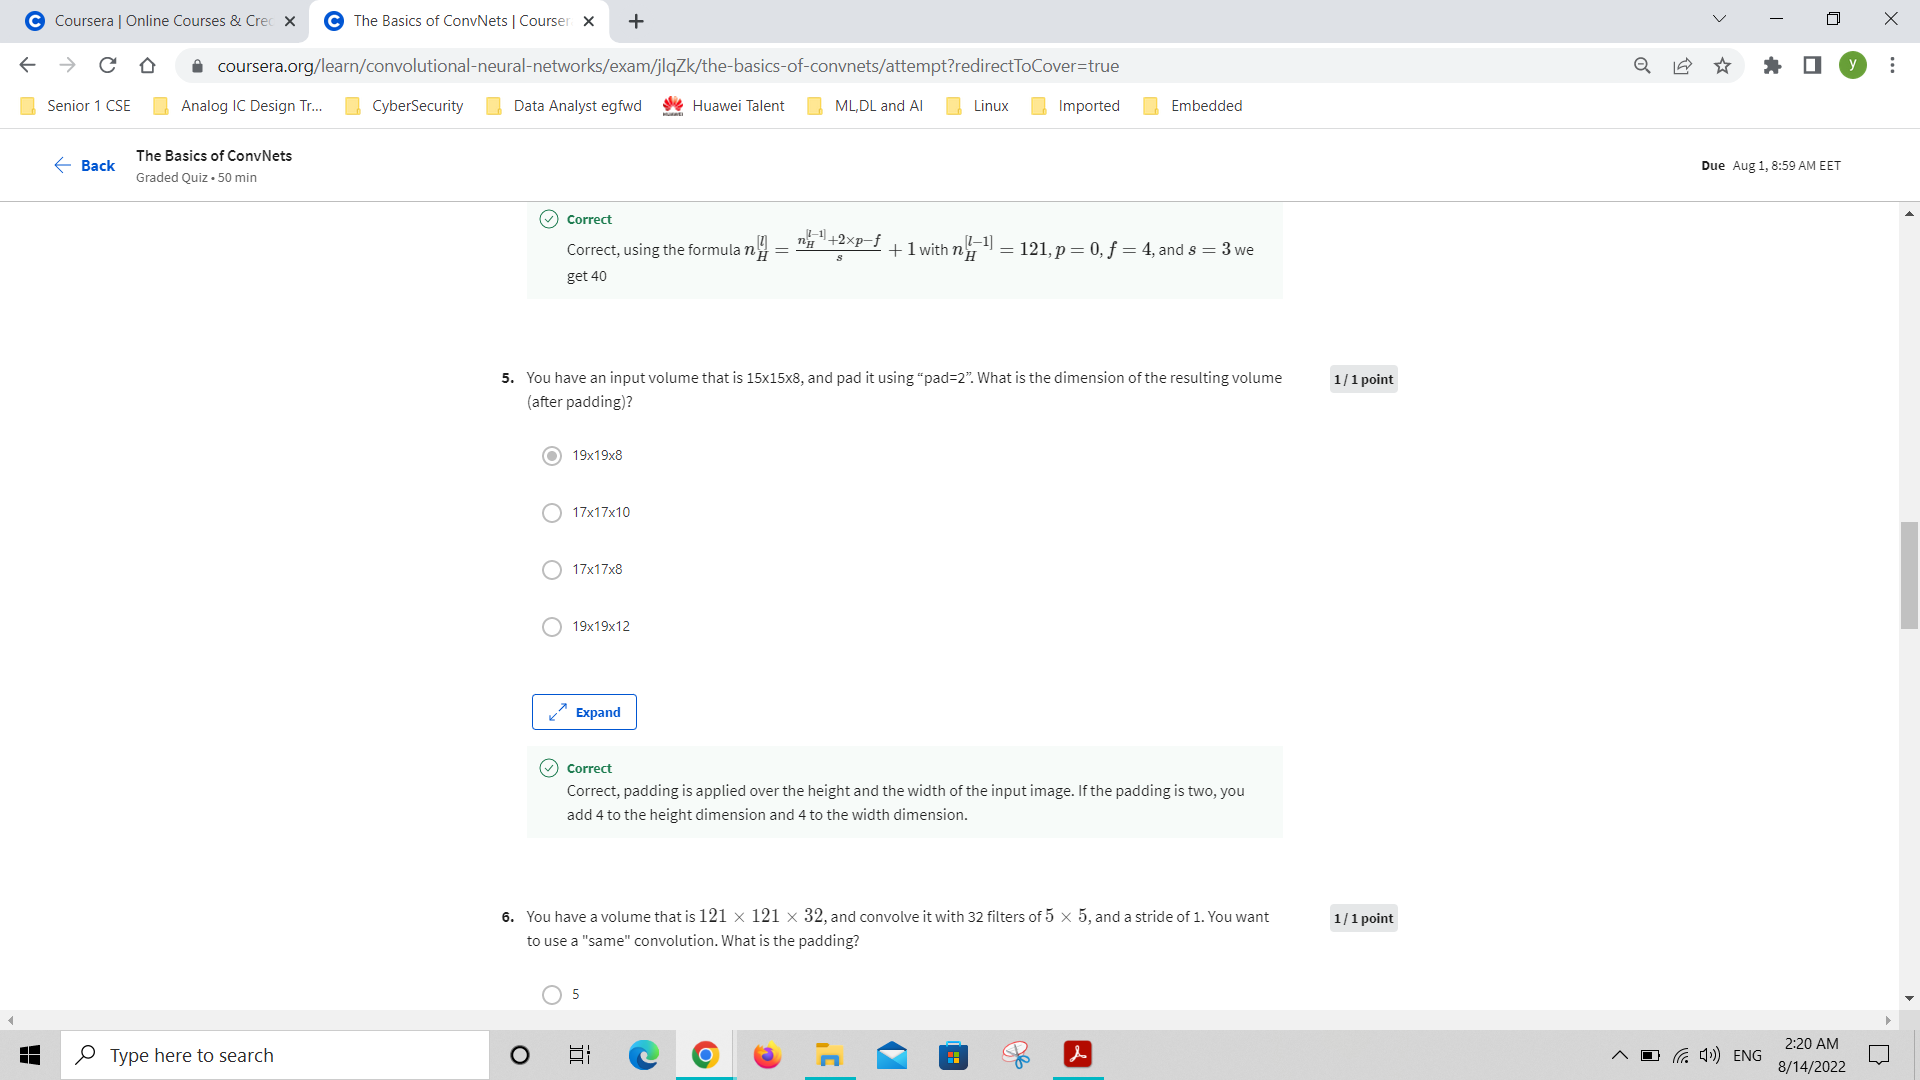 Coursera | Online Courses & Cre
The Basics of ConvNets | Courser
coursera.org/learn/convolutional-neural-networks/exam/jlqZk/the-basics-of-convnets/attempt?redirectToCover=true
y
Senior 1 CSE
Analog IC Design Tr...
CyberSecurity
Data Analyst egfwd
Huawei Talent
ML,DL and AI
Linux
Imported
Embedded
Back
The Basics of ConvNets
Graded Quiz • 50 min
Due Aug 1, 8:59 AM EET
Correct
Correct, using the formula n_H^[l] = (n_H^[l−1]+2×p−f)/s + 1 with n_H^[l−1] = 121, p = 0, f = 4, and s = 3 we
get 40
5. You have an input volume that is 15x15x8, and pad it using “pad=2”. What is the dimension of the resulting volume
(after padding)?
1 / 1 point
19x19x8
17x17x10
17x17x8
19x19x12
Expand
Correct
Correct, padding is applied over the height and the width of the input image. If the padding is two, you
add 4 to the height dimension and 4 to the width dimension.
6. You have a volume that is 121 × 121 × 32, and convolve it with 32 filters of 5 × 5, and a stride of 1. You want
to use a "same" convolution. What is the padding?
1 / 1 point
5
Type here to search
ENG
2:20 AM
8/14/2022